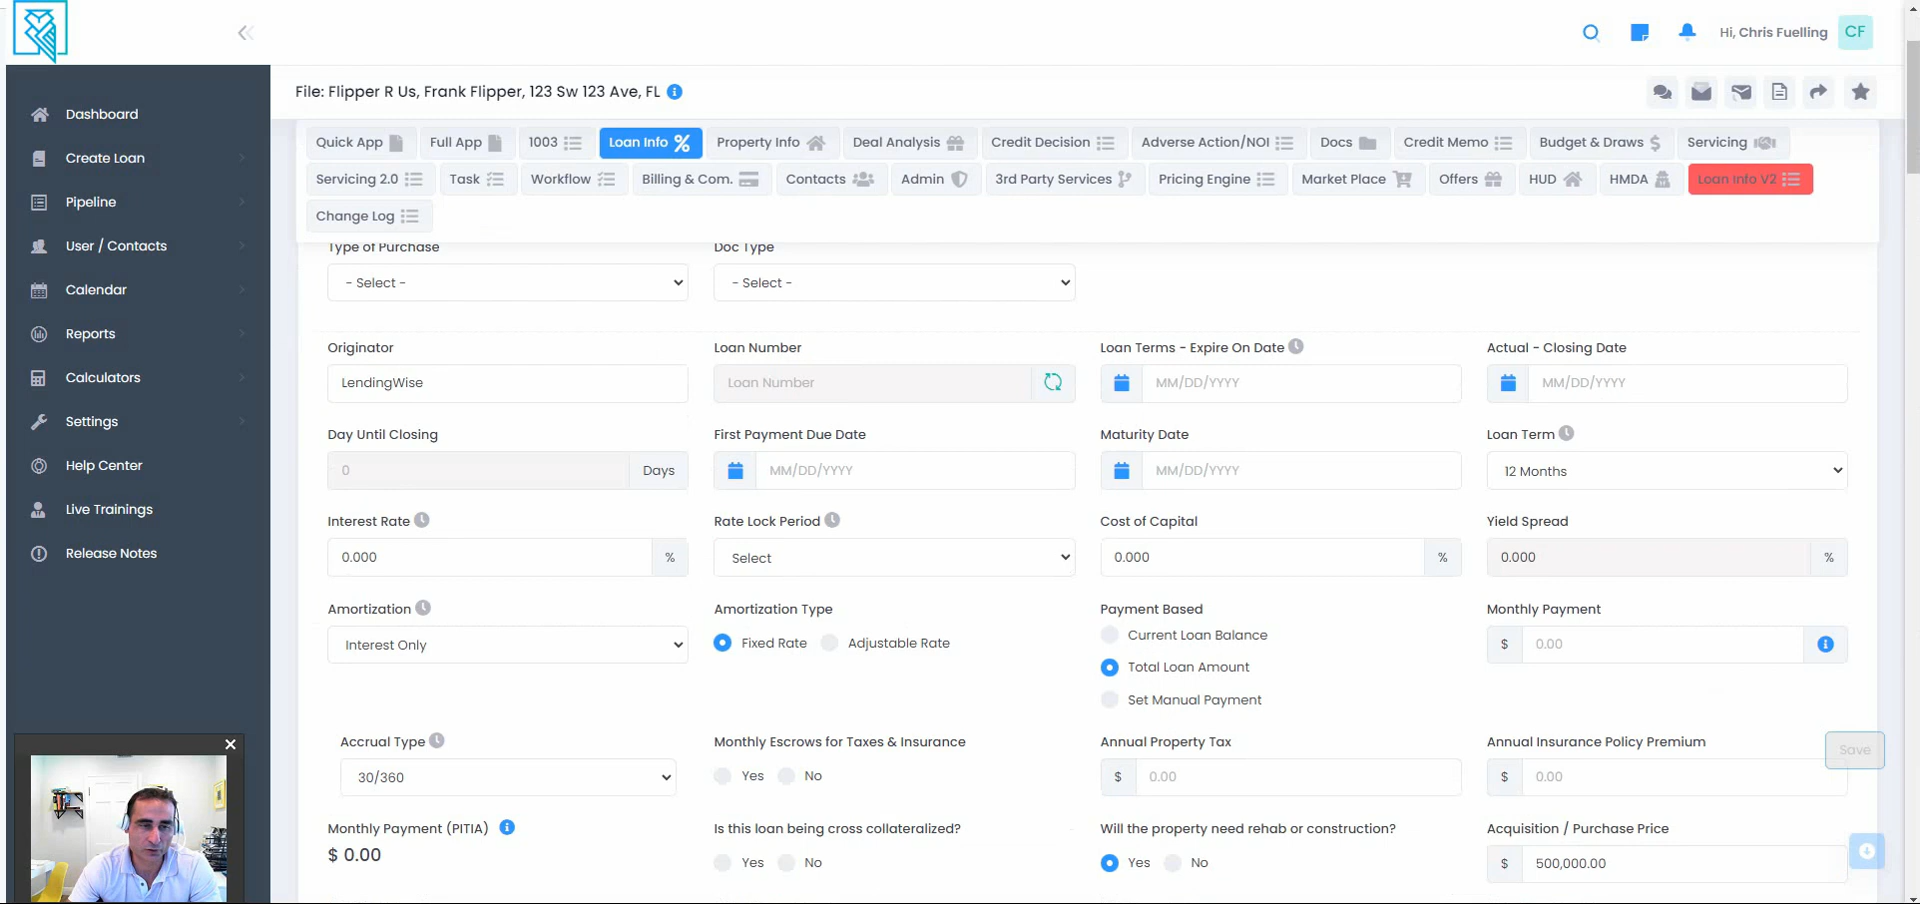 Hi, Chris Fuelling CF
File: Flipper R Us, Frank Flipper, 123 Sw 123 Ave, FL
Dashboard
Create Loan
Pipeline
User / Contacts
Calendar
Reports
Calculators
Settings
Help Center
Live Trainings
Release Notes
Quick App Full App 1003 Loan Info Property Info Deal Analysis Credit Decision Adverse Action/NOI Docs Credit Memo Budget & Draws Servicing
Servicing 2.0 Task Workflow Billing & Com. Contacts Admin 3rd Party Services Pricing Engine Market Place Offers HUD HMDA Loan Info V2
Change Log
Type of Purchase Doc Type
- Select - - Select -
Originator Loan Number Loan Terms - Expire On Date Actual - Closing Date
LendingWise Loan Number MM/DD/YYYY MM/DD/YYYY
Day Until Closing First Payment Due Date Maturity Date Loan Term
0 Days MM/DD/YYYY MM/DD/YYYY 12 Months
Interest Rate Rate Lock Period Cost of Capital Yield Spread
0.000 % Select 0.000 % 0.000 %
Amortization Amortization Type Payment Based Monthly Payment
Interest Only Fixed Rate Adjustable Rate Current Loan Balance $ 0.00
Total Loan Amount
Set Manual Payment
Accrual Type Monthly Escrows for Taxes & Insurance Annual Property Tax Annual Insurance Policy Premium
30/360 Yes No $ 0.00 $ 0.00
Save
Monthly Payment (PITIA) Is this loan being cross collateralized? Will the property need rehab or construction? Acquisition / Purchase Price
$ 0.00 Yes No Yes No $ 500,000.00